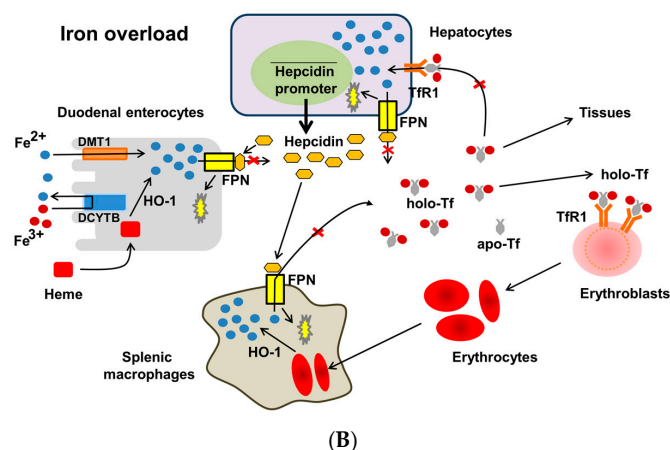 Iron overload
Hepatocytes
Hepcidin
promoter
TfR1
FPN
Duodenal enterocytes
Fe2+
DMT1
Hepcidin
Tissues
FPN
HO-1
DCYTB
Fe3+
Heme
holo-Tf
holo-Tf
TfR1
apo-Tf
FPN
Erythroblasts
HO-1
Splenic
macrophages
Erythrocytes
(B)